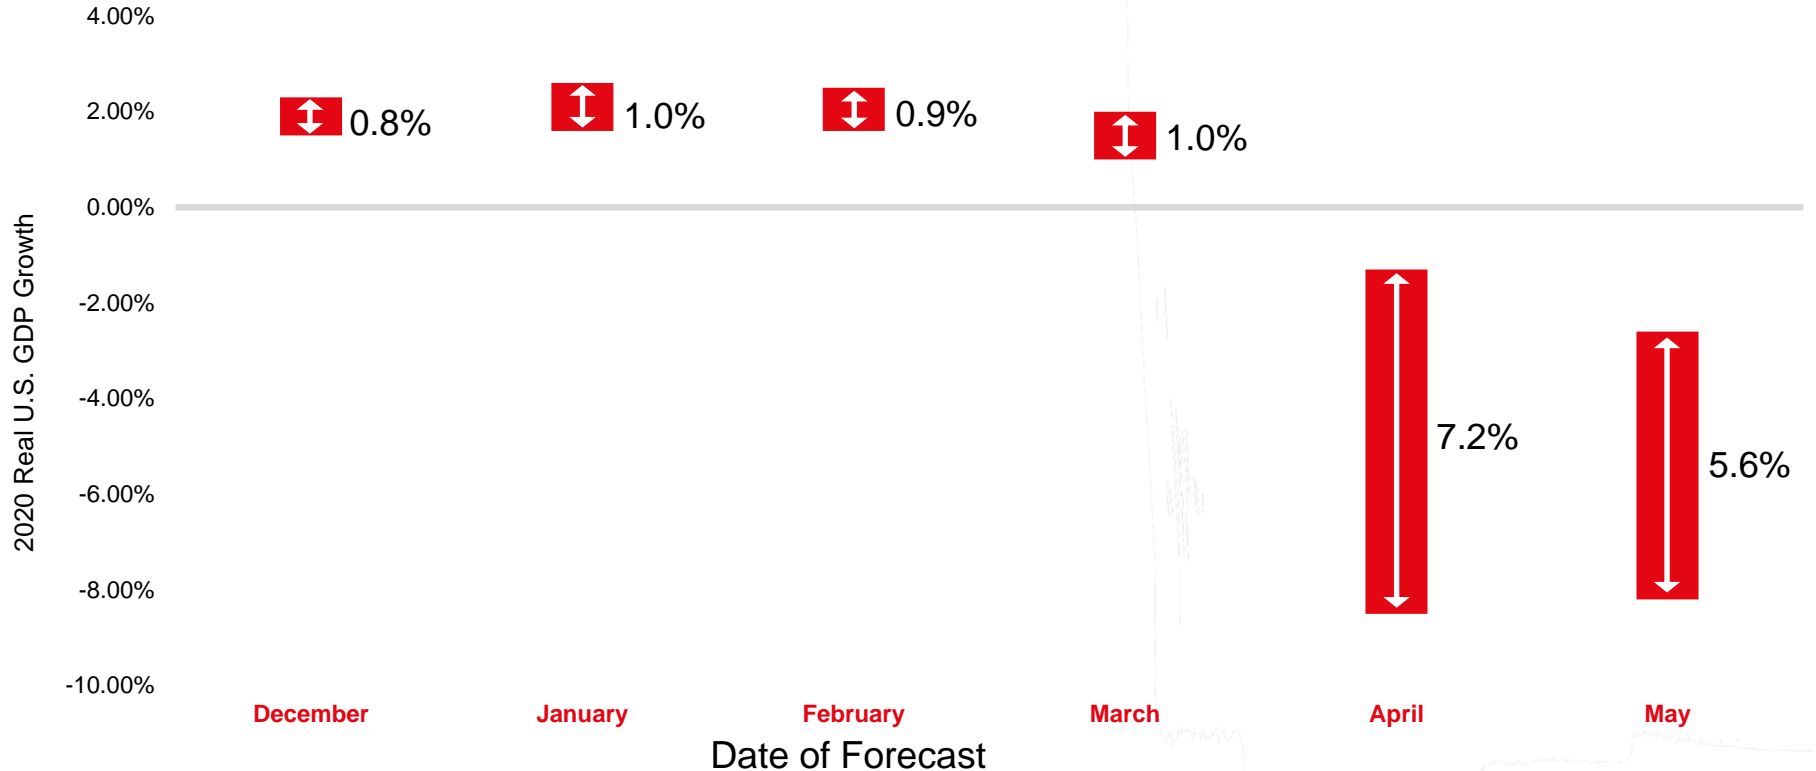 4.00%
2.00%
0.00%
-2.00%
-4.00%
-6.00%
-8.00%
-10.00%
2020 Real U.S. GDP Growth
0.8%
1.0%
0.9%
1.0%
7.2%
5.6%
December
January
February
March
April
May
Date of Forecast